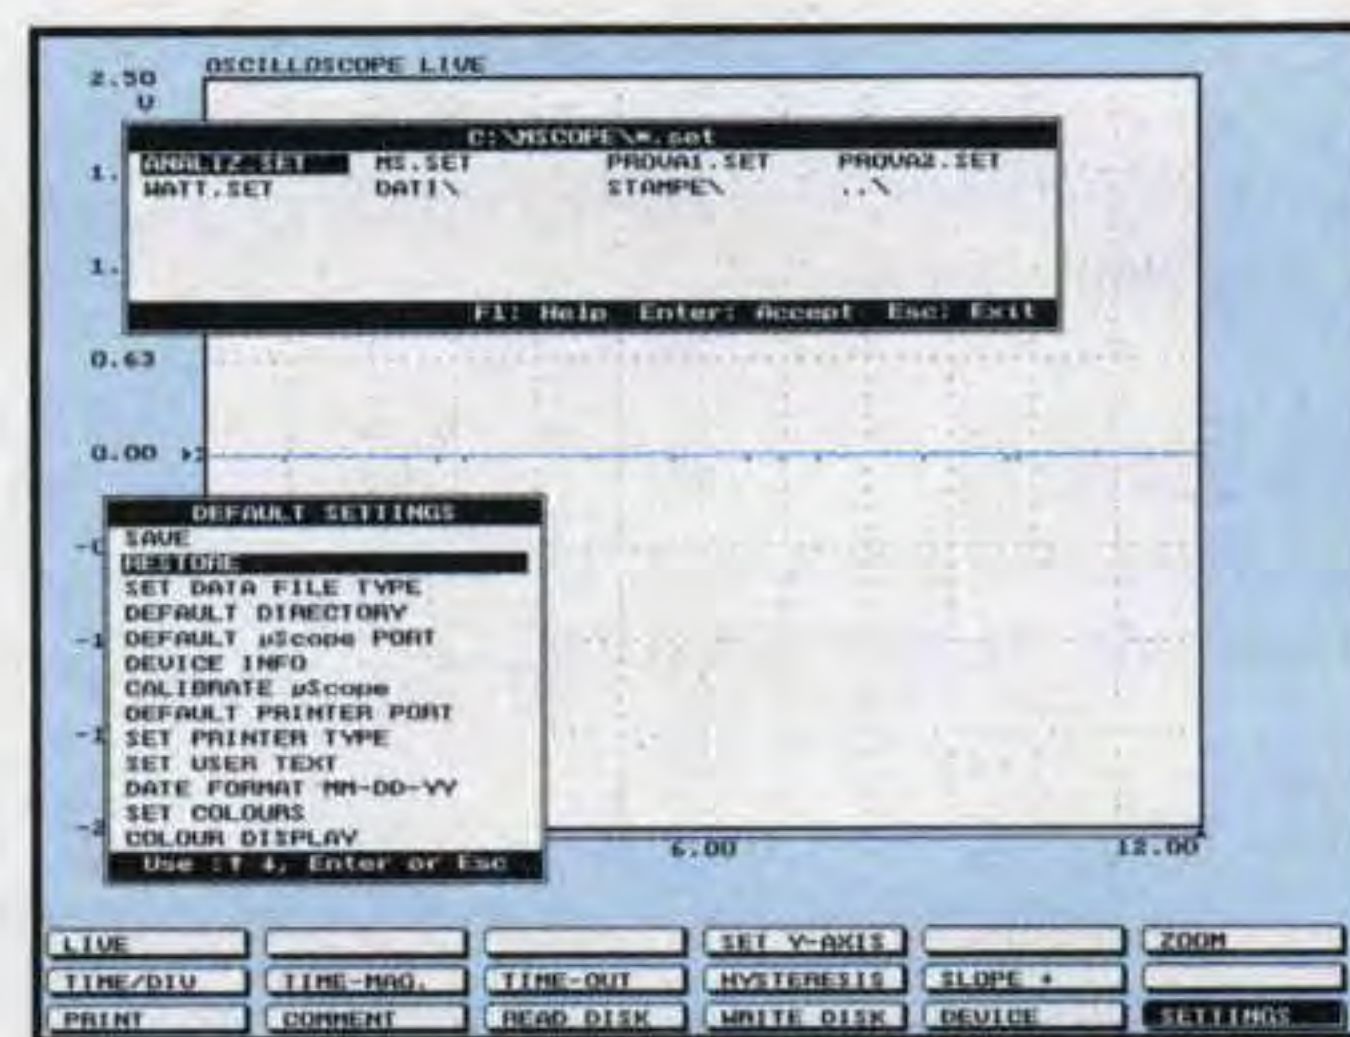 OSCILLOSCOPE LIVE
2.50
V
C:\MSCOPE\*.set
ANALIZ.SET MS.SET PROVA1.SET PROVA2.SET
WATT.SET DATI\ STAMPE\ ..\
1.
1.
F1: Help Enter: Accept Esc: Exit
0.63
0.00
DEFAULT SETTINGS
SAVE
RESTORE
SET DATA FILE TYPE
DEFAULT DIRECTORY
DEFAULT µScope PORT
DEVICE INFO
CALIBRATE µScope
DEFAULT PRINTER PORT
SET PRINTER TYPE
SET USER TEXT
DATE FORMAT MM-DD-YY
SET COLOURS
COLOUR DISPLAY
Use :↑ ↓, Enter or Esc
-1
-2
6.00 12.00
LIVE SET Y-AXIS ZOOM
TIME/DIV TIME-MAG. TIME-OUT HYSTERESIS SLOPE +
PRINT COMMENT READ DISK WRITE DISK DEVICE SETTINGS